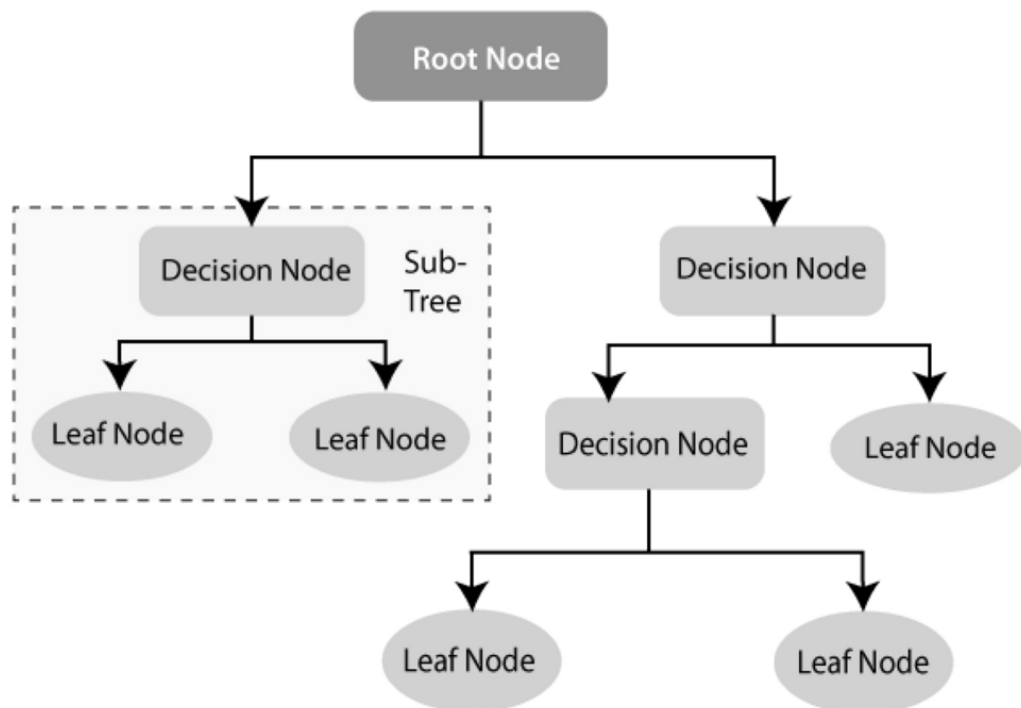 Root Node
Decision Node
Sub-
Tree
Decision Node
Leaf Node
Leaf Node
Decision Node
Leaf Node
Leaf Node
Leaf Node